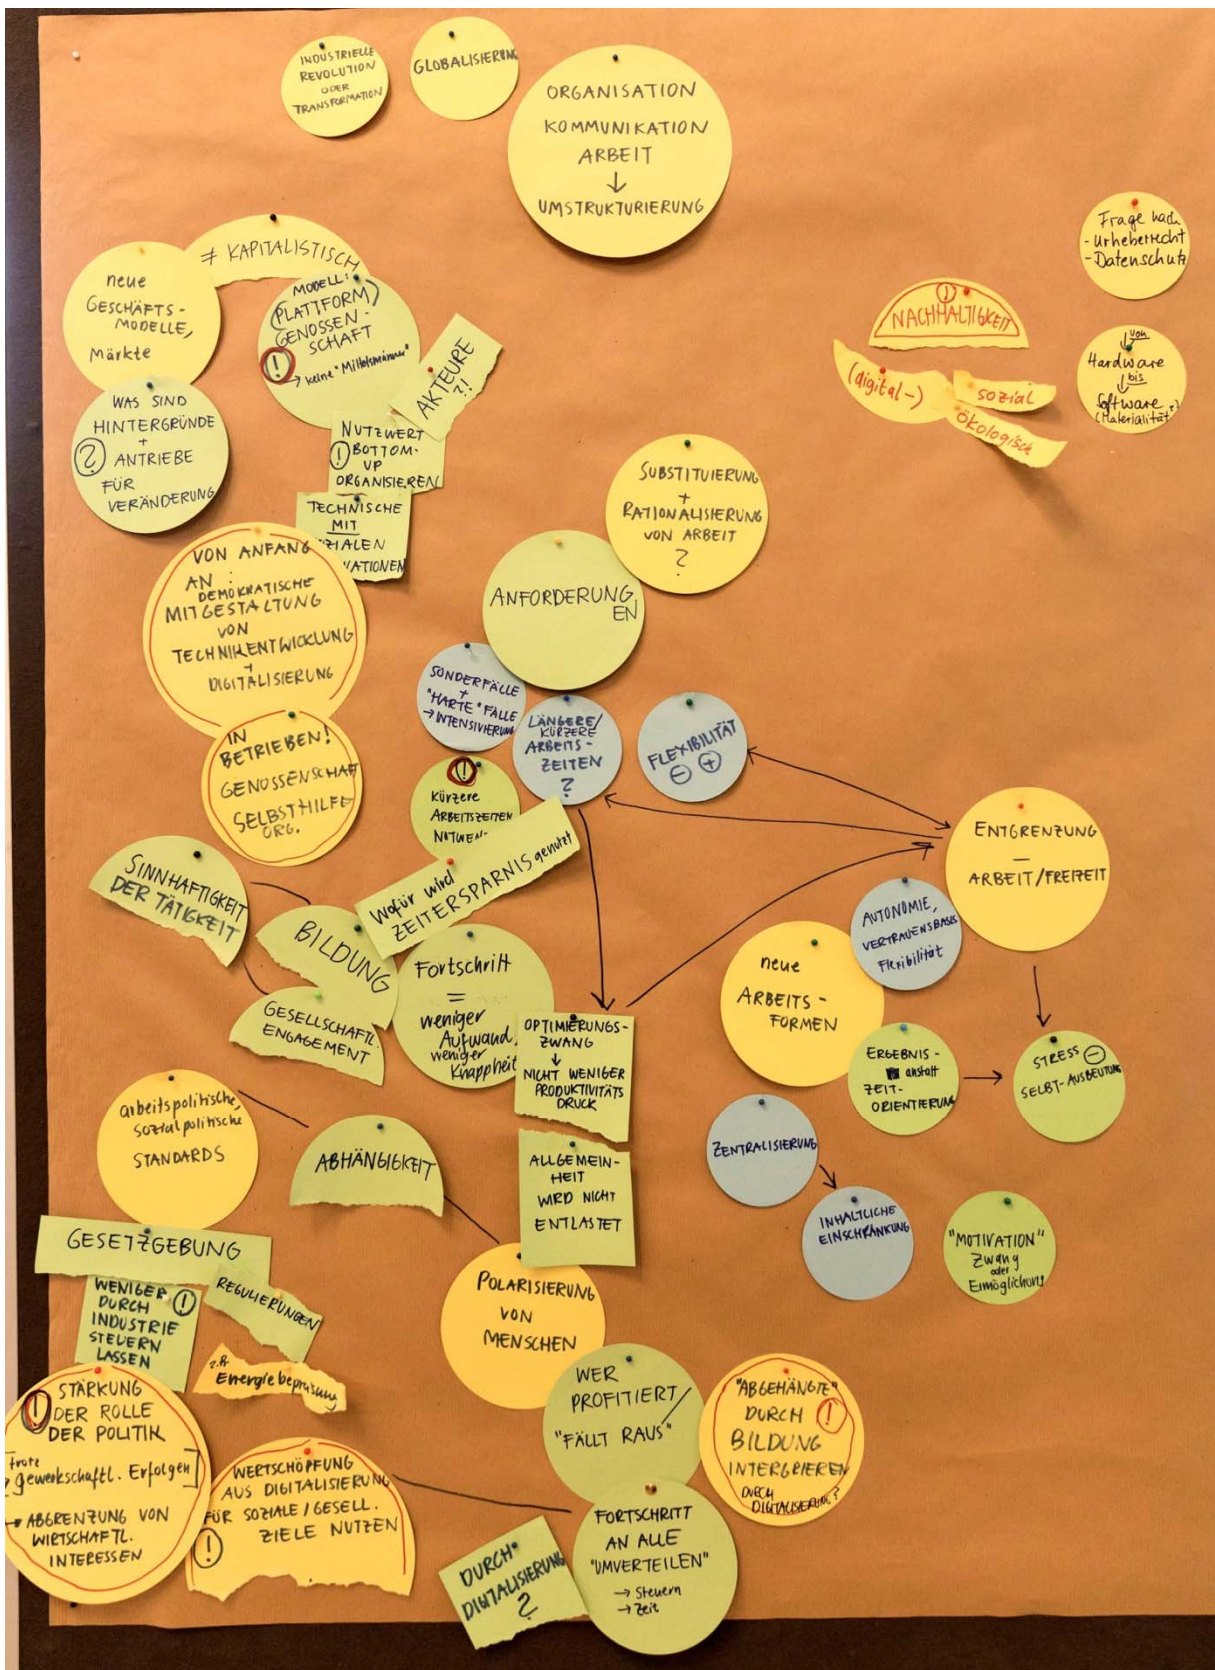 INDUSTRIELLE
REVOLUTION
ODER
TRANSFORMATION
GLOBALISIERUNG
ORGANISATION
KOMMUNIKATION
ARBEIT
↓
UMSTRUKTURIERUNG
Frage nach
- Urheberrecht
- Datenschutz
≠ KAPITALISTISCH
neue
GESCHÄFTS-
MODELLE,
Märkte
MODELL:
(PLATTFORM)
GENOSSEN-
SCHAFT
! → keine "Mittelsmänner"
AKTEURE
?!
! NACHHALTIGKEIT
(digital-)
sozial
ökologisch
↓ von
Hardware
↓ bis
Software
(Materialität?)
WAS SIND
HINTERGRÜNDE
+
? ANTRIEBE
FÜR
VERÄNDERUNG
NUTZWERT
! BOTTOM-
UP
ORGANISIEREN
TECHNISCHE
MIT
ZIALEN
VATIONEN
SUBSTITUIERUNG
+
RATIONALISIERUNG
VON ARBEIT
?
VON ANFANG
AN:
DEMOKRATISCHE
MITGESTALTUNG
VON
TECHNIKENTWICKLUNG
+
DIGITALISIERUNG
ANFORDERUNG
EN
IN
BETRIEBEN!
GENOSSENSCHAFT
SELBSTHILFE
ORG.
SONDERFÄLLE
+
"HARTE" FÄLLE
→ INTENSIVIERUNG
LÄNGERE/
KÜRZERE
ARBEITS-
ZEITEN
?
FLEXIBILITÄT
- +
!
Kürzere
ARBEITSZEITEN
NOTWEN-
Wofür wird
ZEITERSPARNIS genutzt
ENTGRENZUNG
–
ARBEIT/FREIZEIT
SINNHAFTIGKEIT
DER TÄTIGKEIT
BILDUNG
GESELLSCHAFTL.
ENGAGEMENT
Fortschritt
=
weniger
Aufwand,
weniger
Knappheit
AUTONOMIE,
VERTRAUENSBASIS
Flexibilität
neue
ARBEITS-
FORMEN
OPTIMIERUNGS-
ZWANG
↓
NICHT WENIGER
PRODUKTIVITÄTS
DRUCK
ERGEBNIS-
anstatt
ZEIT-
ORIENTIERUNG
STRESS -
SELBT-AUSBEUTUNG
arbeitspolitische,
sozialpolitische
STANDARDS
ABHÄNGIGKEIT
ALLGEMEIN-
HEIT
WIRD NICHT
ENTLASTET
ZENTRALISIERUNG
INHALTLICHE
EINSCHRÄNKUNG
"MOTIVATION"
Zwang
oder
Ermöglichung
GESETZGEBUNG
WENIGER !
DURCH
INDUSTRIE
STEUERN
LASSEN
REGULIERUNGEN
z.B.
Energiebepreisung
POLARISIERUNG
VON
MENSCHEN
WER
PROFITIERT/
"FÄLLT RAUS"
"ABGEHÄNGTE"
DURCH !
BILDUNG
INTERGRIEREN
DURCH
DIGITALISIERUNG?
! STÄRKUNG
DER ROLLE
DER POLITIK
[trotz
gewerkschaftl. Erfolgen]
→ ABGRENZUNG VON
WIRTSCHAFTL.
INTERESSEN
WERTSCHÖPFUNG
AUS DIGITALISIERUNG
FÜR SOZIALE/GESELL.
! ZIELE NUTZEN
FORTSCHRITT
AN ALLE
"UMVERTEILEN"
→ Steuern
→ Zeit
DURCH
DIGITALISIERUNG
?